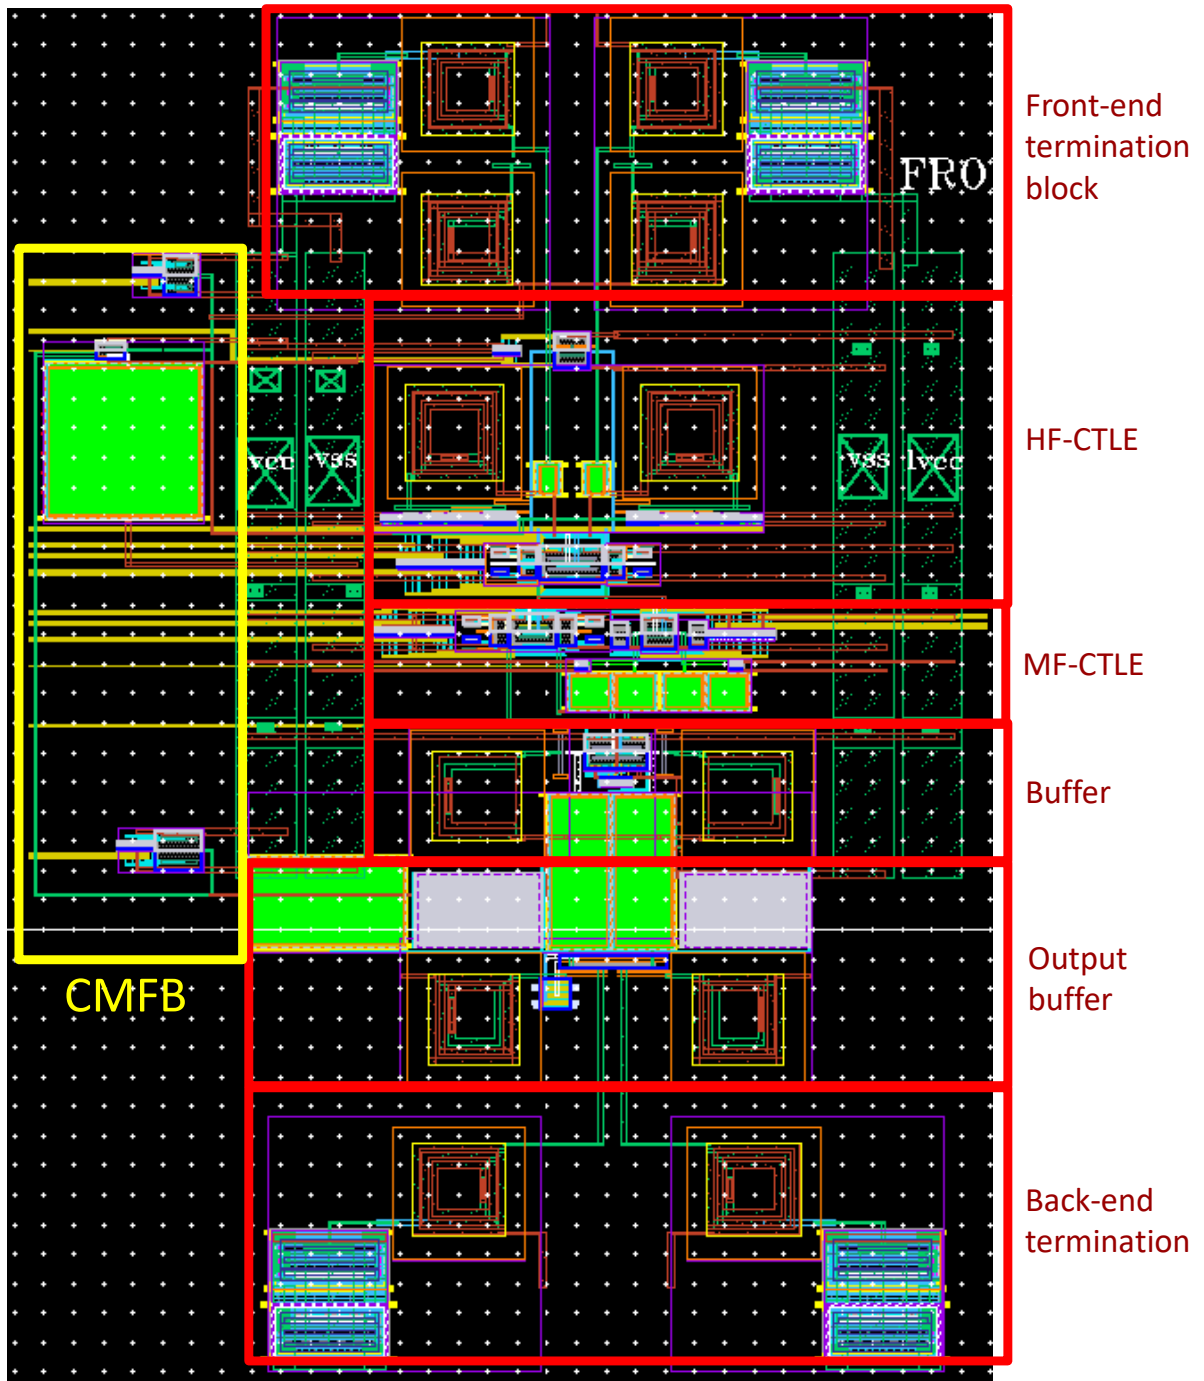 Front-end
termination
block
FRO
HF-CTLE
vcc vss vss lvcc
MF-CTLE
Buffer
Output
buffer
CMFB
Back-end
termination